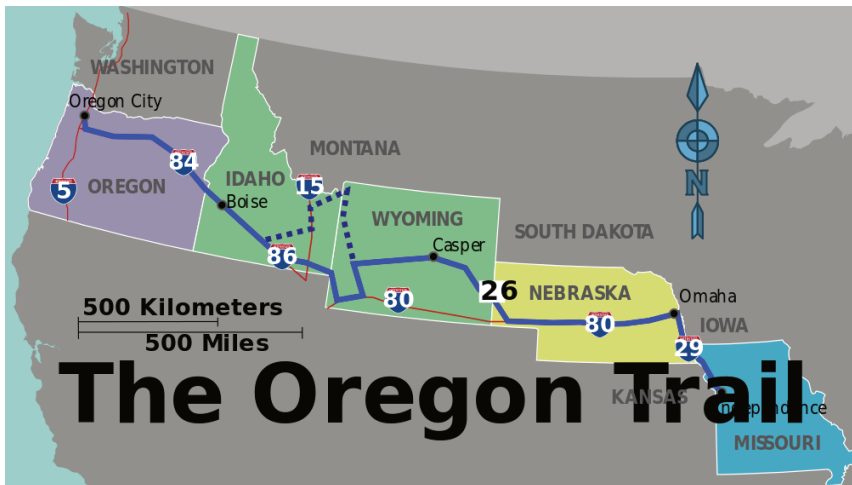 WASHINGTON
Oregon City
MONTANA
84
IDAHO
15
5
OREGON
Boise
WYOMING
N
SOUTH DAKOTA
Casper
86
26
NEBRASKA
80
Omaha
500 Kilometers
80
IOWA
500 Miles
29
The Oregon Trail
KANSAS
Independence
MISSOURI